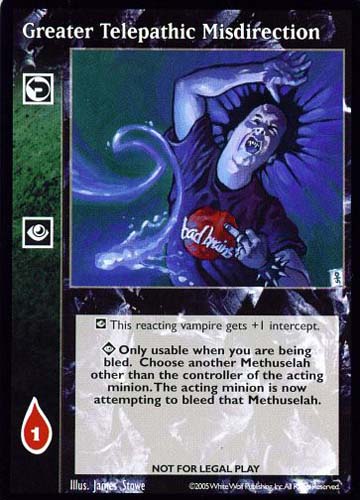 Greater Telepathic Misdirection
bad brains
This reacting vampire gets +1 intercept.
Only usable when you are being
bled. Choose another Methuselah
other than the controller of the acting
minion. The acting minion is now
attempting to bleed that Methuselah.
1
NOT FOR LEGAL PLAY
Illus. James Stowe
©2005 White Wolf Publishing, Inc. All Rights Reserved.